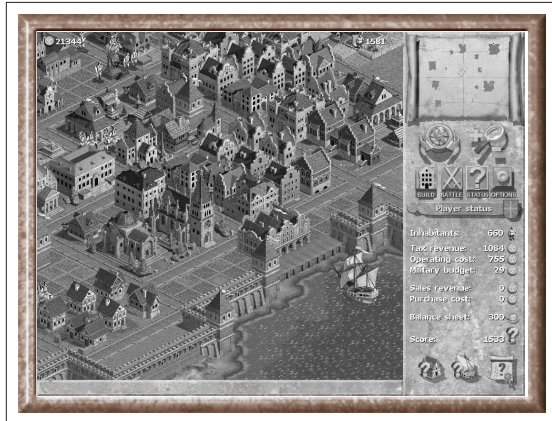 21344
1581
BUILD BATTLE STATUS OPTIONS
Player status
Inhabitants: 660
Tax revenue: 1084
Operating cost: 755
Military budget: 29
Sales revenue: 0
Purchase cost: 0
Balance sheet: 300
Score: 1533